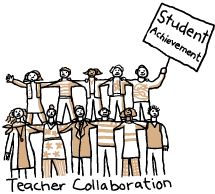 Student
Achievement
Teacher Collaboration